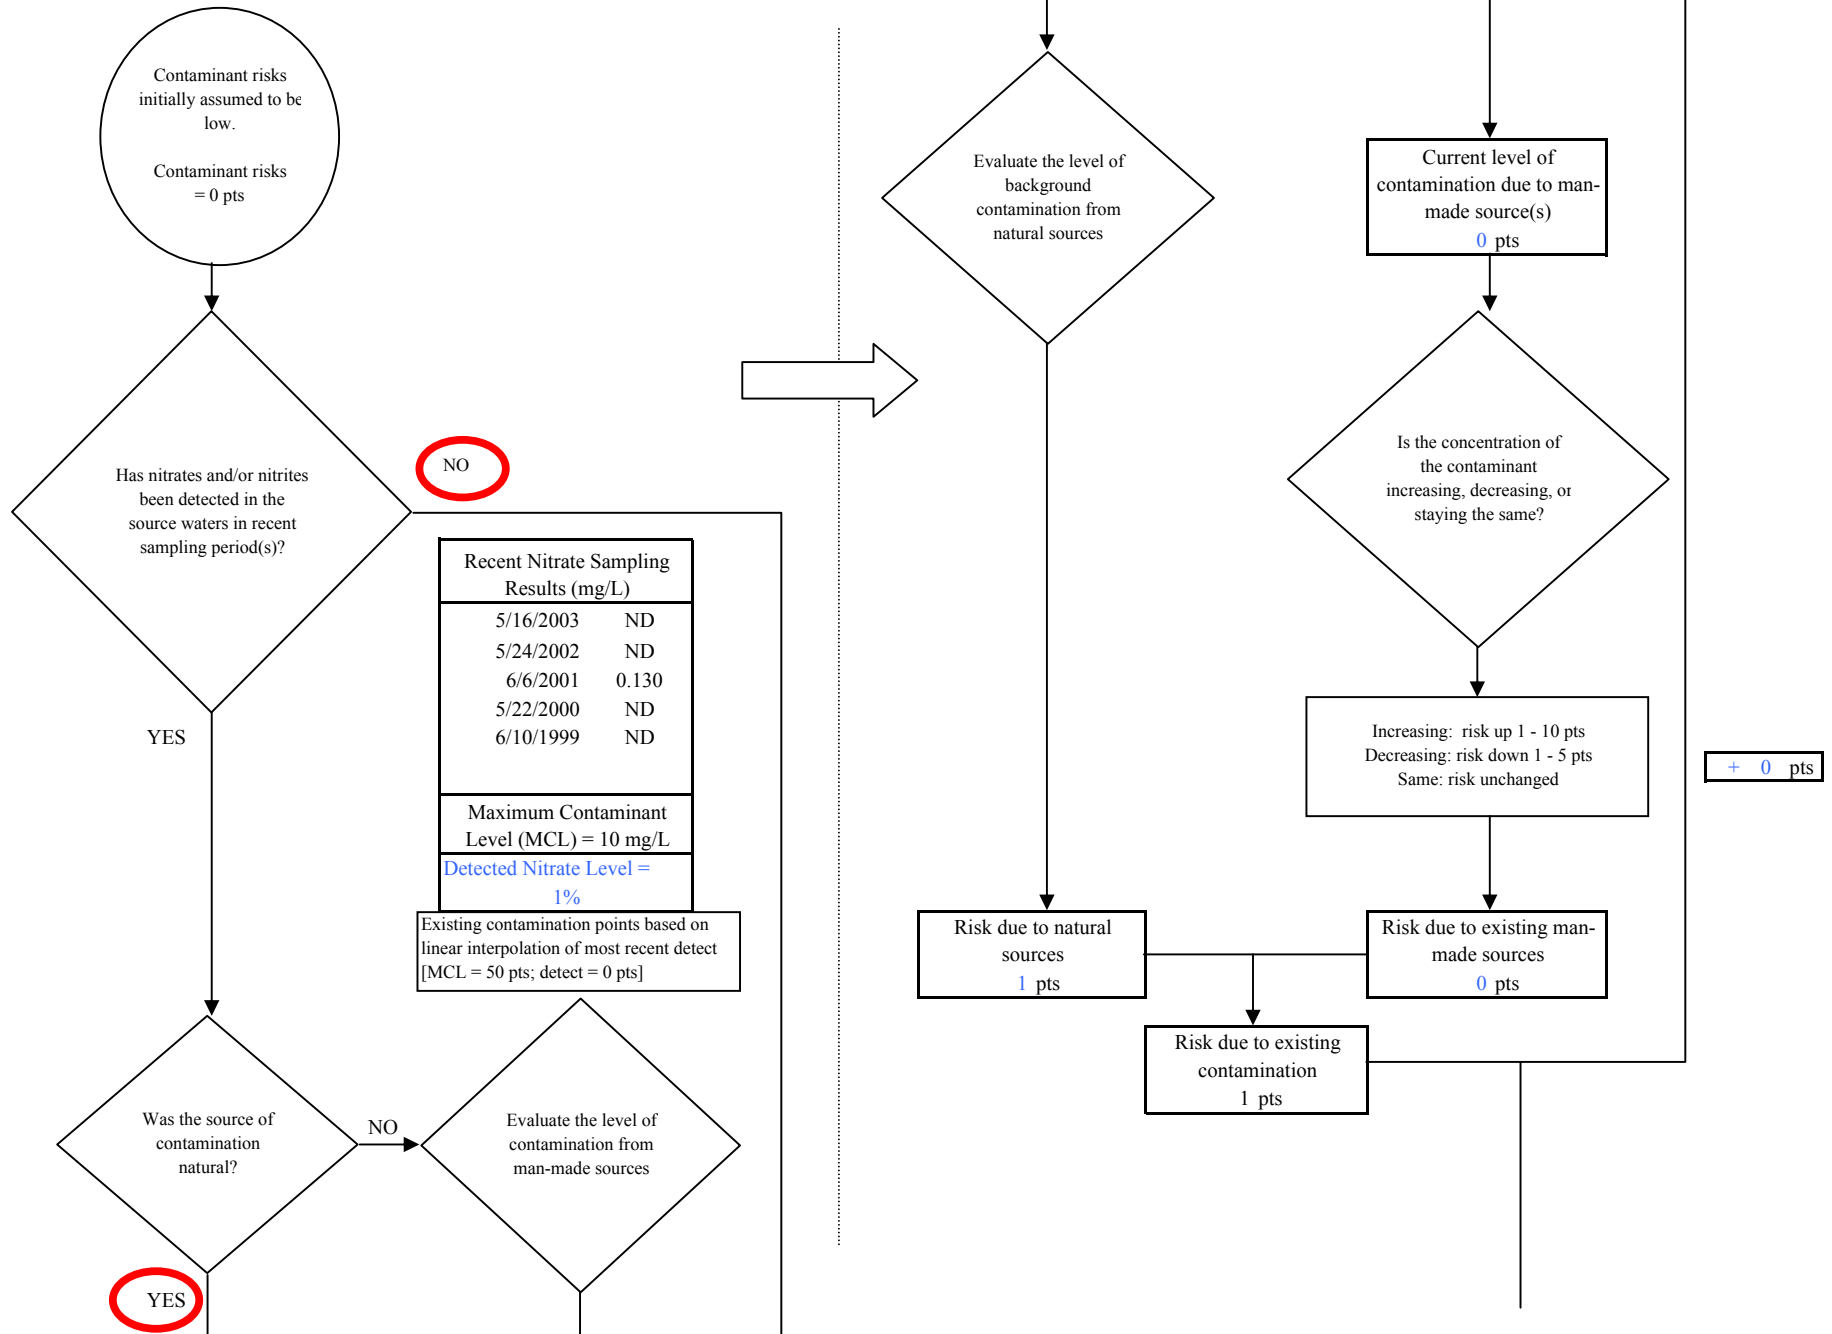 Contaminant risks
initially assumed to be
low.
Contaminant risks
= 0 pts
Has nitrates and/or nitrites
been detected in the
source waters in recent
sampling period(s)?
NO
YES
Recent Nitrate Sampling
Results (mg/L)
5/16/2003 ND
5/24/2002 ND
6/6/2001 0.130
5/22/2000 ND
6/10/1999 ND
Maximum Contaminant
Level (MCL) = 10 mg/L
Detected Nitrate Level =
1%
Existing contamination points based on
linear interpolation of most recent detect
[MCL = 50 pts; detect = 0 pts]
Was the source of
contamination
natural?
NO
YES
Evaluate the level of
contamination from
man-made sources
Evaluate the level of
background
contamination from
natural sources
Current level of
contamination due to man-
made source(s)
0 pts
Is the concentration of
the contaminant
increasing, decreasing, or
staying the same?
Increasing: risk up 1 - 10 pts
Decreasing: risk down 1 - 5 pts
Same: risk unchanged
+ 0 pts
Risk due to natural
sources
1 pts
Risk due to existing man-
made sources
0 pts
Risk due to existing
contamination
1 pts